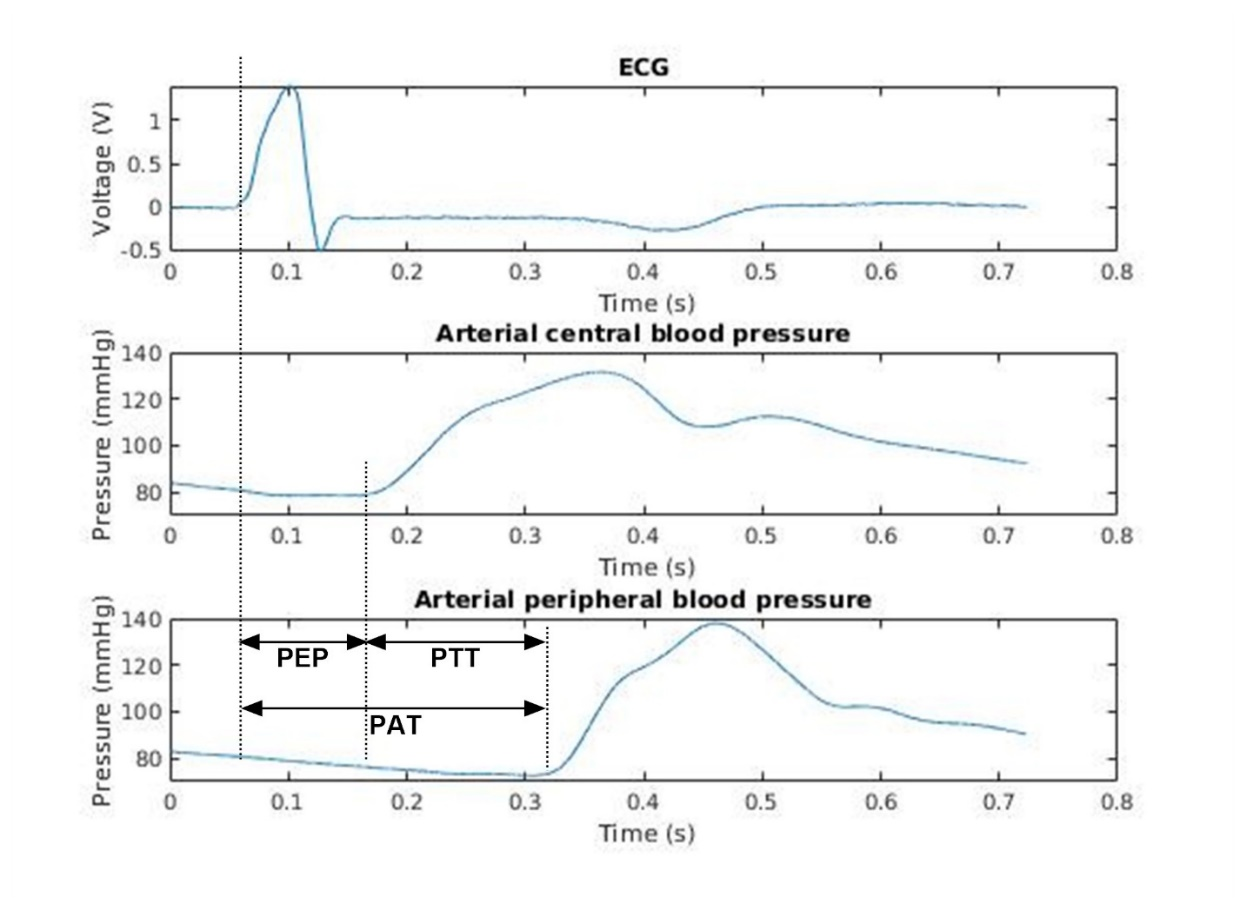 ECG
Voltage (V)
1
0.5
0
-0.5
0 0.1 0.2 0.3 0.4 0.5 0.6 0.7 0.8
Time (s)
Arterial central blood pressure
Pressure (mmHg)
140
120
100
80
0 0.1 0.2 0.3 0.4 0.5 0.6 0.7 0.8
Time (s)
Arterial peripheral blood pressure
Pressure (mmHg)
140
120
100
80
PEP PTT
PAT
0 0.1 0.2 0.3 0.4 0.5 0.6 0.7 0.8
Time (s)